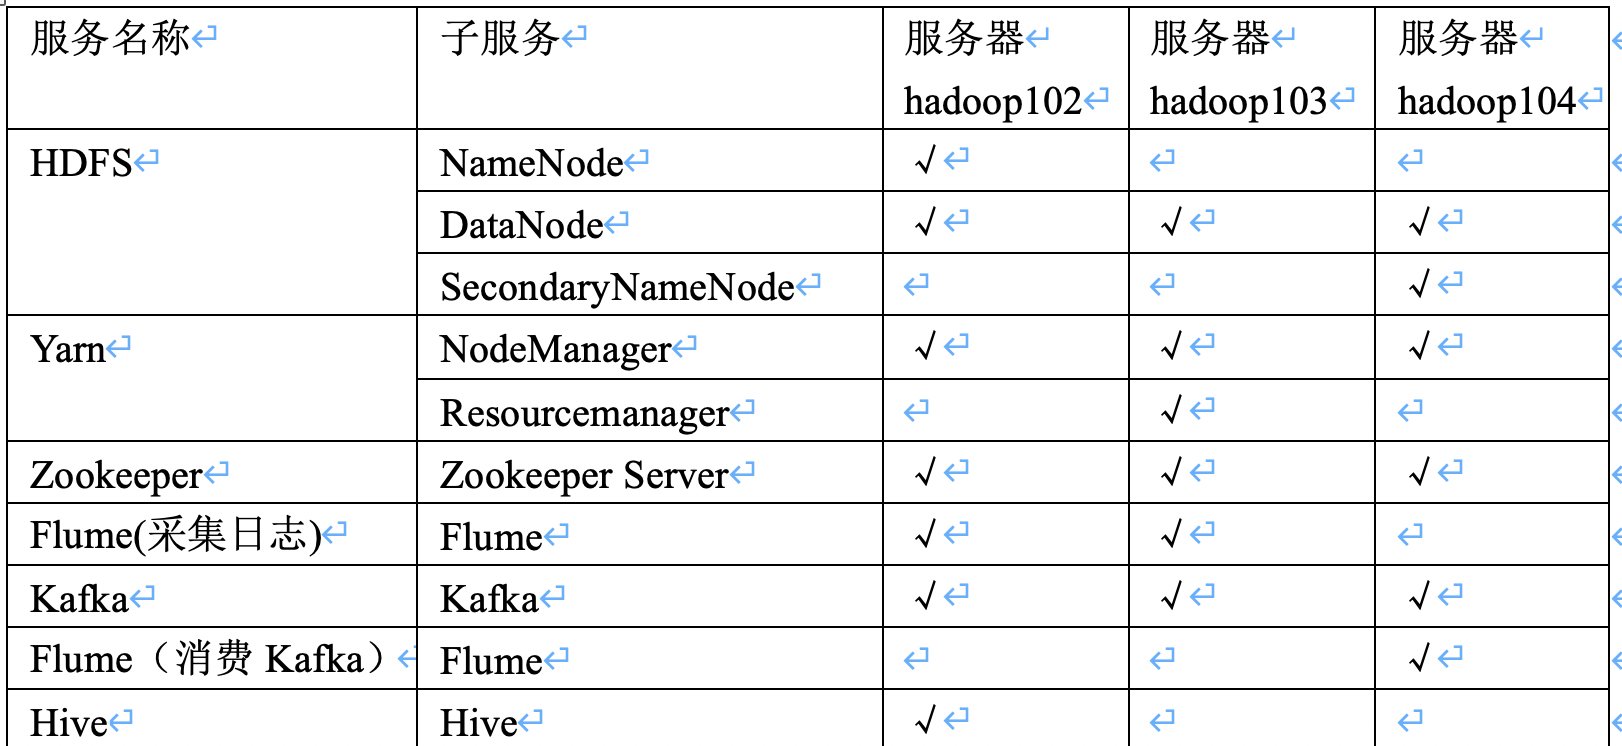 服务名称 子服务 服务器 服务器 服务器
hadoop102 hadoop103 hadoop104
HDFS NameNode √
DataNode √ √ √
SecondaryNameNode √
Yarn NodeManager √ √ √
Resourcemanager √
Zookeeper Zookeeper Server √ √ √
Flume(采集日志) Flume √ √
Kafka Kafka √ √ √
Flume（消费 Kafka） Flume √
Hive Hive √